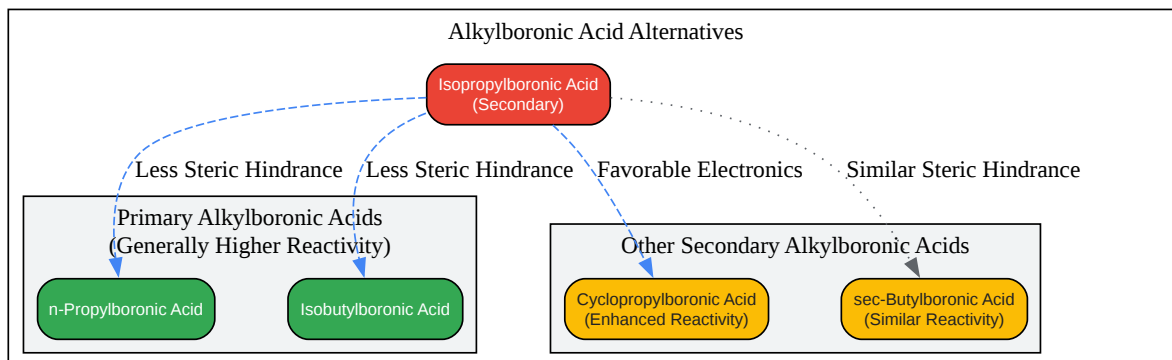 Alkylboronic Acid Alternatives
Isopropylboronic Acid
(Secondary)
Less Steric Hindrance
Less Steric Hindrance
Favorable Electronics
Similar Steric Hindrance
Primary Alkylboronic Acids
(Generally Higher Reactivity)
Other Secondary Alkylboronic Acids
n-Propylboronic Acid
Isobutylboronic Acid
Cyclopropylboronic Acid
(Enhanced Reactivity)
sec-Butylboronic Acid
(Similar Reactivity)